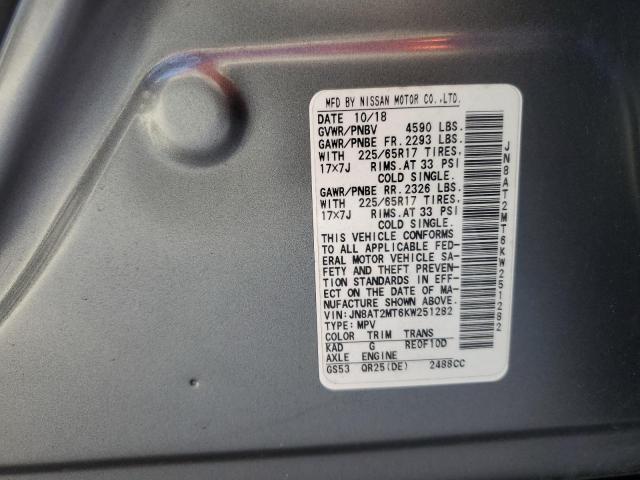 MFD BY NISSAN MOTOR CO.,LTD.
DATE 10/18
GVWR/PNBV 4590 LBS.
GAWR/PNBE FR.2293 LBS.
WITH 225/65R17 TIRES,
17×7J RIMS.AT 33 PSI
COLD SINGLE.
GAWR/PNBE RR.2326 LBS.
WITH 225/65R17 TIRES,
17×7J RIMS.AT 33 PSI
COLD SINGLE.
THIS VEHICLE CONFORMS
TO ALL APPLICABLE FED-
ERAL MOTOR VEHICLE SA-
FETY AND THEFT PREVEN-
TION STANDARDS IN EFF-
ECT ON THE DATE OF MA-
NUFACTURE SHOWN ABOVE.
VIN:JN8AT2MT6KW251282
TYPE:MPV
COLOR TRIM TRANS
KAD G RE0F10D
AXLE ENGINE
GS53 QR25(DE) 2488CC
JN8AT2MT6KW251282